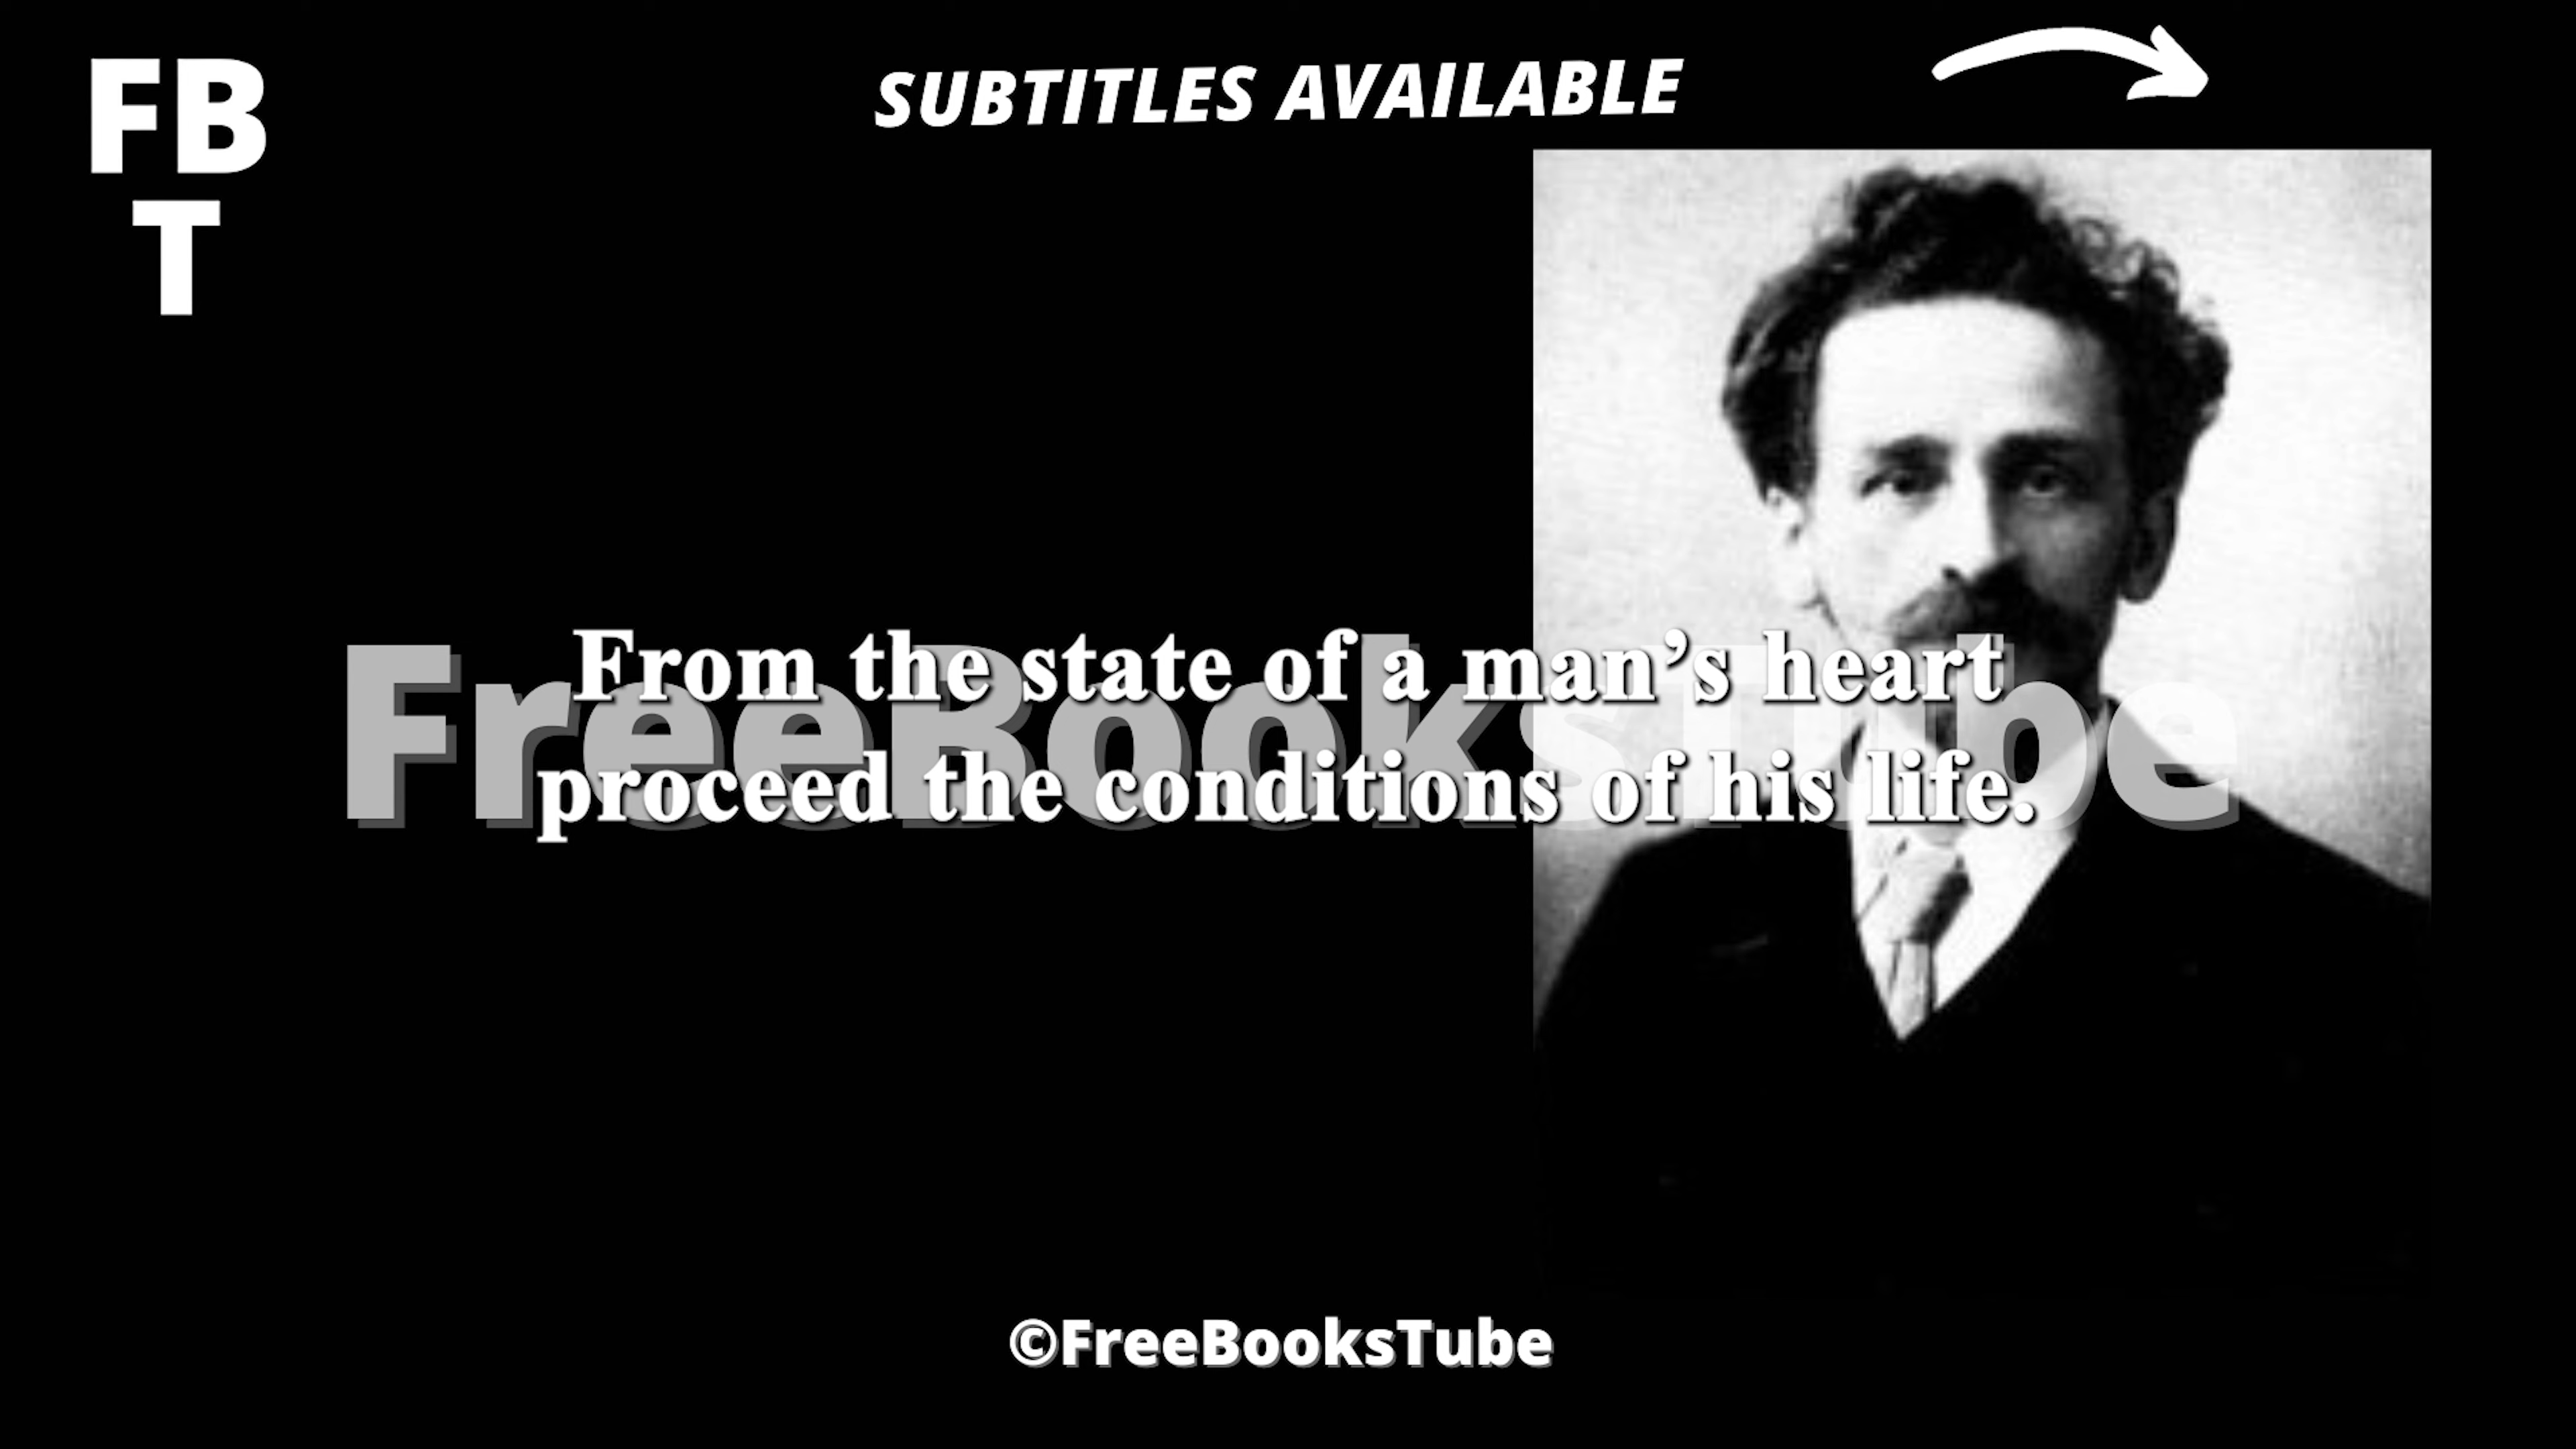 FB
T
SUBTITLES AVAILABLE
FreeBooksTube
From the state of a man’s heart
proceed the conditions of his life.
©FreeBooksTube